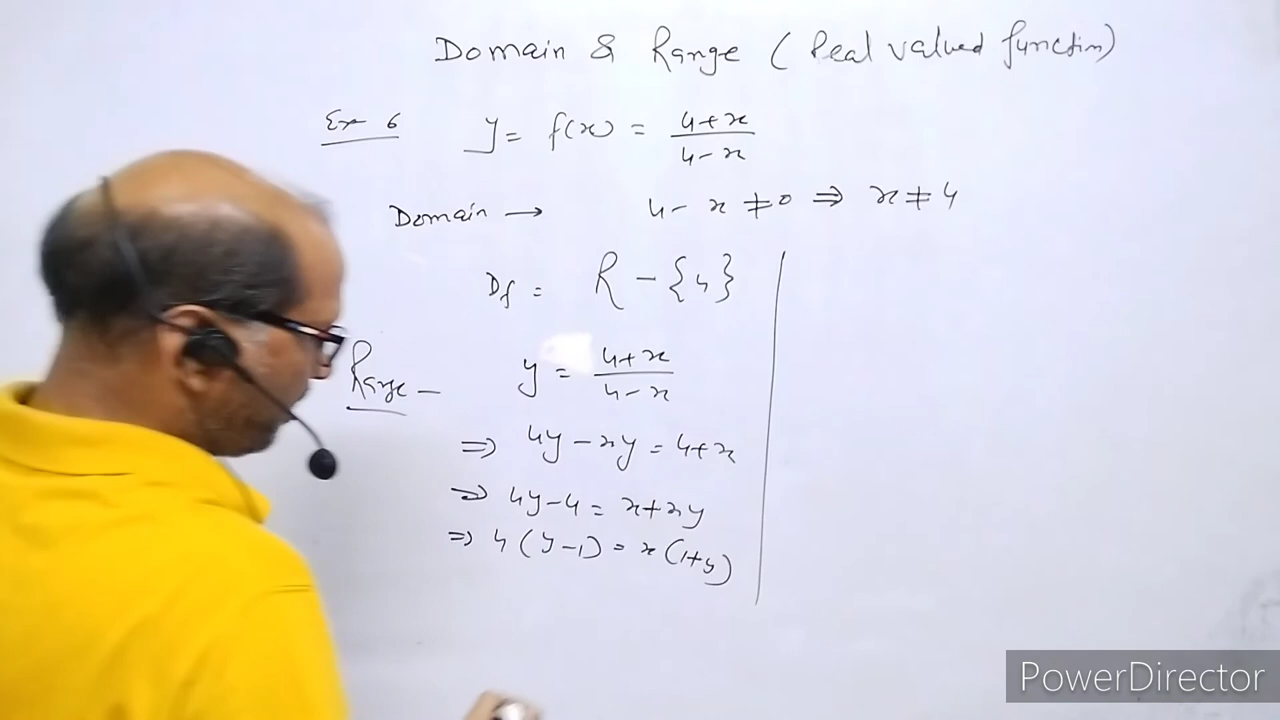 Domain & Range (Real valued function)
Ex 6 y = f(x) = 4+x / 4-x
Domain → 4 - x ≠ 0 ⇒ x ≠ 4
Df = R - {4}
Range - y = 4+x / 4-x
⇒ 4y - xy = 4+x
⇒ 4y - 4 = x + xy
⇒ 4(y-1) = x(1+y)
PowerDirector